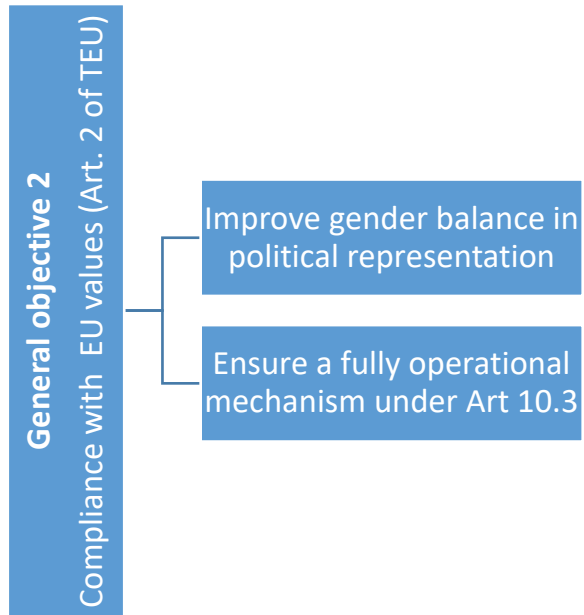 General objective 2
Compliance with EU values (Art. 2 of TEU)
Improve gender balance in
political representation
Ensure a fully operational
mechanism under Art 10.3